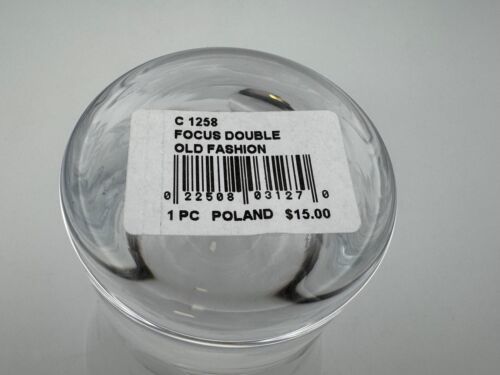 C 1258
FOCUS DOUBLE
OLD FASHION
0 22508 03127 0
1 PC POLAND $15.00